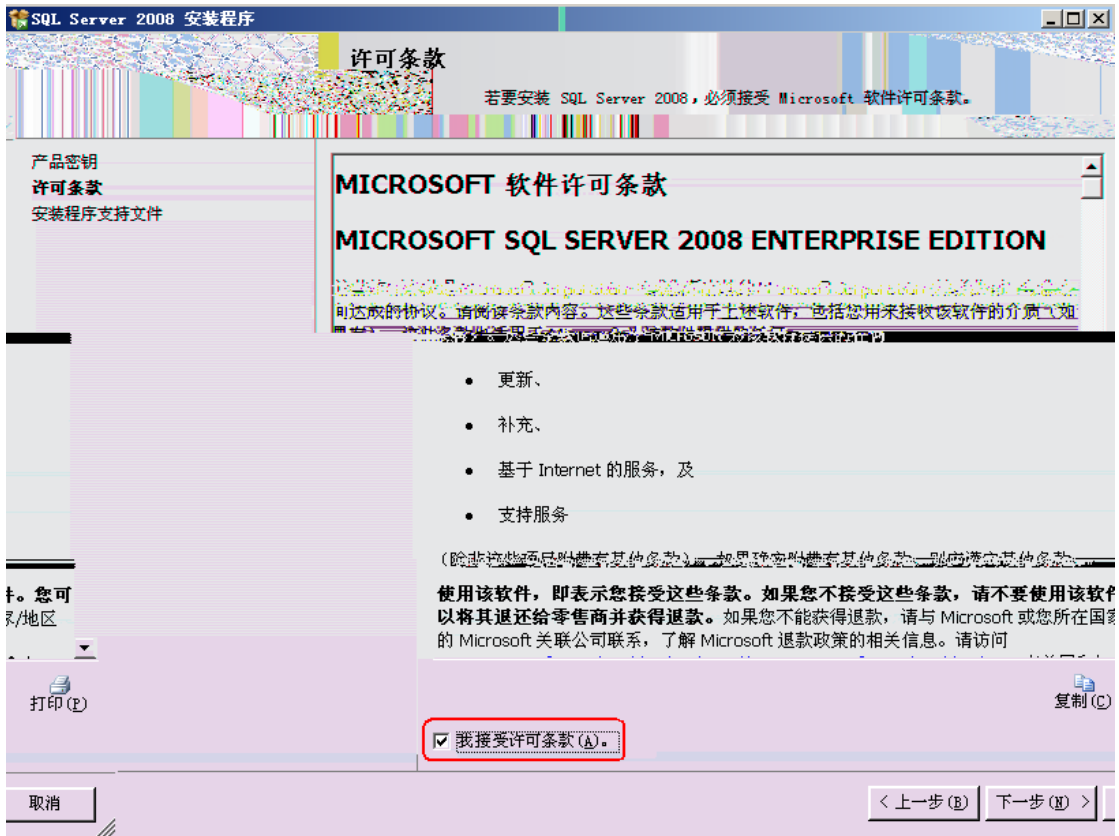 SQL Server 2008 安装程序
许可条款
若要安装 SQL Server 2008，必须接受 Microsoft 软件许可条款。
产品密钥
许可条款
安装程序支持文件
MICROSOFT 软件许可条款
MICROSOFT SQL SERVER 2008 ENTERPRISE EDITION
达成的协议。请阅读条款内容。这些条款适用于上述软件，包括您用来接收该软件的介质（如
• 更新、
• 补充、
• 基于 Internet 的服务，及
• 支持服务
使用该软件，即表示您接受这些条款。如果您不接受这些条款，请不要使用该软件。您可
以将其退还给零售商并获得退款。如果您不能获得退款，请与 Microsoft 或您所在国家/地区
的 Microsoft 关联公司联系，了解 Microsoft 退款政策的相关信息。请访问
打印(P)
复制(C)
我接受许可条款(A)。
< 上一步(B)
下一步(N) >
取消